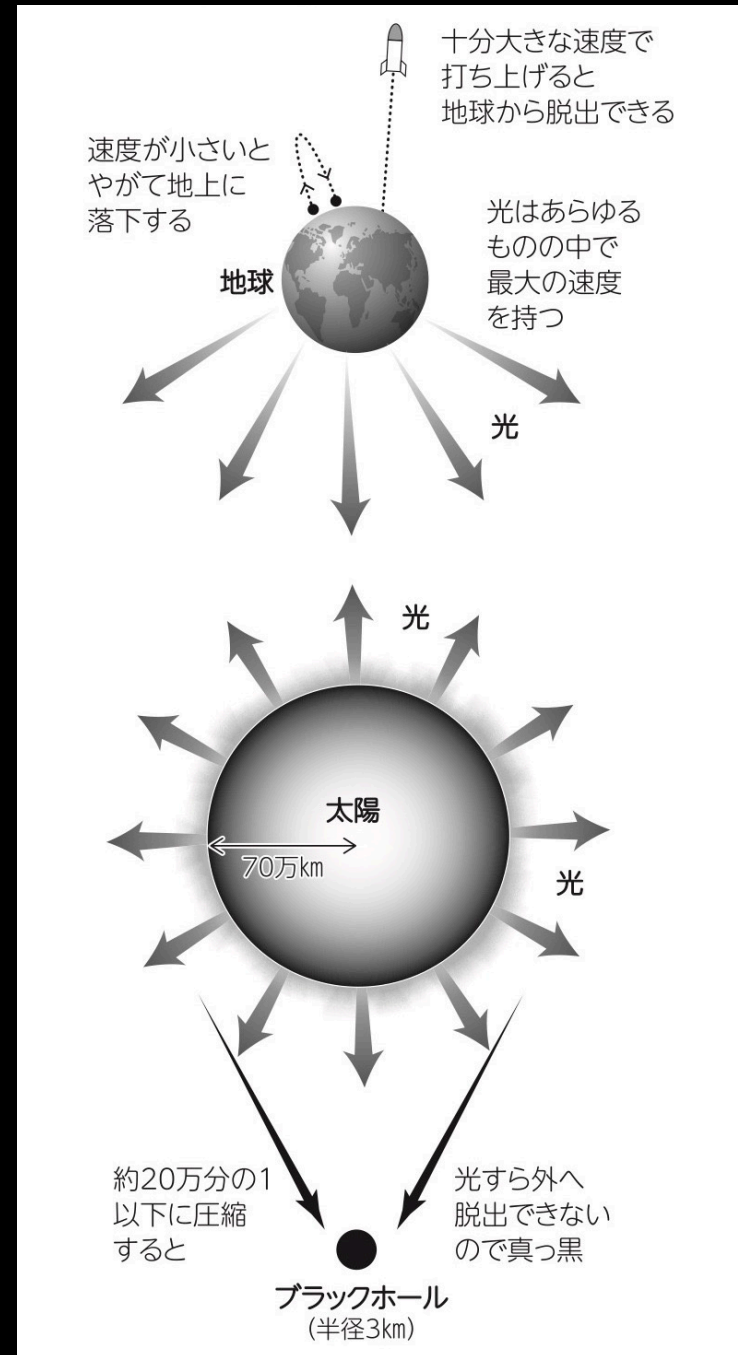 十分大きな速度で
打ち上げると
地球から脱出できる
速度が小さいと
やがて地上に
落下する
光はあらゆる
ものの中で
最大の速度
を持つ
地球
光
光
太陽
70万km
光
約20万分の1
以下に圧縮
すると
光すら外へ
脱出できない
ので真っ黒
ブラックホール
(半径3km)